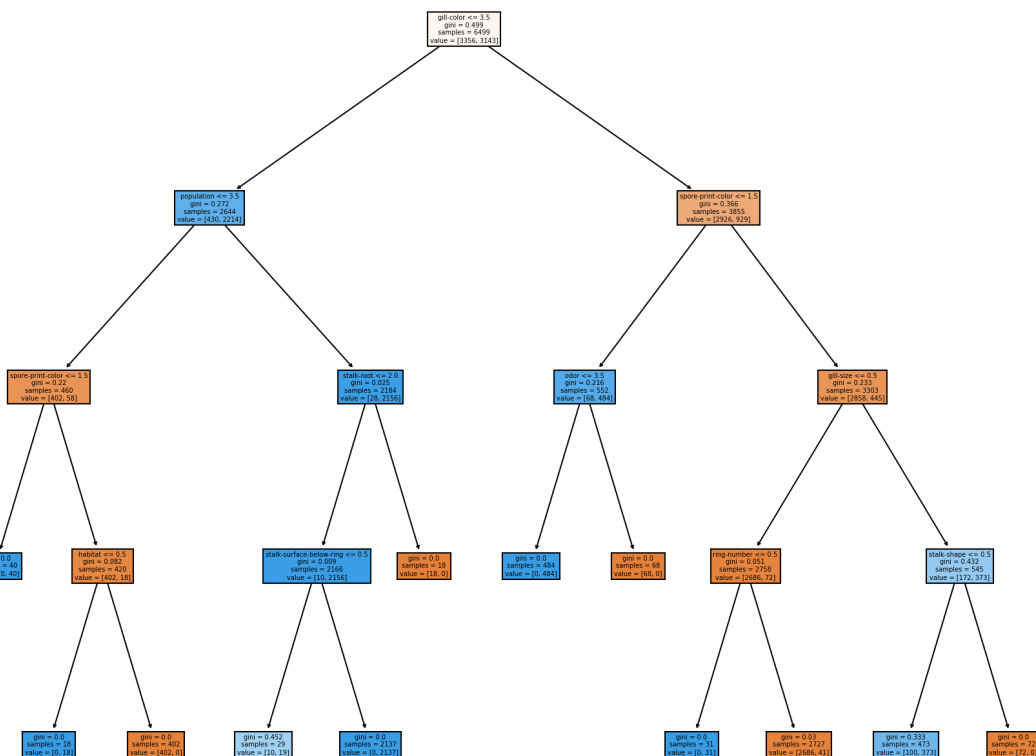 gill-color <= 3.5
gini = 0.499
samples = 6499
value = [3356, 3143]
population <= 3.5
gini = 0.272
samples = 2644
value = [430, 2214]
spore-print-color <= 1.5
gini = 0.366
samples = 3855
value = [2926, 929]
spore-print-color <= 1.5
gini = 0.22
samples = 460
value = [402, 58]
stalk-root <= 2.0
gini = 0.025
samples = 2184
value = [28, 2156]
odor <= 3.5
gini = 0.216
samples = 552
value = [68, 484]
gill-size <= 0.5
gini = 0.233
samples = 3303
value = [2858, 445]
0.0
= 40
0, 40]
habitat <= 0.5
gini = 0.082
samples = 420
value = [402, 18]
stalk-surface-below-ring <= 0.5
gini = 0.009
samples = 2166
value = [10, 2156]
gini = 0.0
samples = 18
value = [18, 0]
gini = 0.0
samples = 484
value = [0, 484]
gini = 0.0
samples = 68
value = [68, 0]
ring-number <= 0.5
gini = 0.051
samples = 2758
value = [2686, 72]
stalk-shape <= 0.5
gini = 0.432
samples = 545
value = [172, 373]
gini = 0.0
samples = 18
value = [0, 18]
gini = 0.0
samples = 402
value = [402, 0]
gini = 0.452
samples = 29
value = [10, 19]
gini = 0.0
samples = 2137
value = [0, 2137]
gini = 0.0
samples = 31
value = [0, 31]
gini = 0.03
samples = 2727
value = [2686, 41]
gini = 0.333
samples = 473
value = [100, 373]
gini = 0.0
samples = 7
value = [72, 0